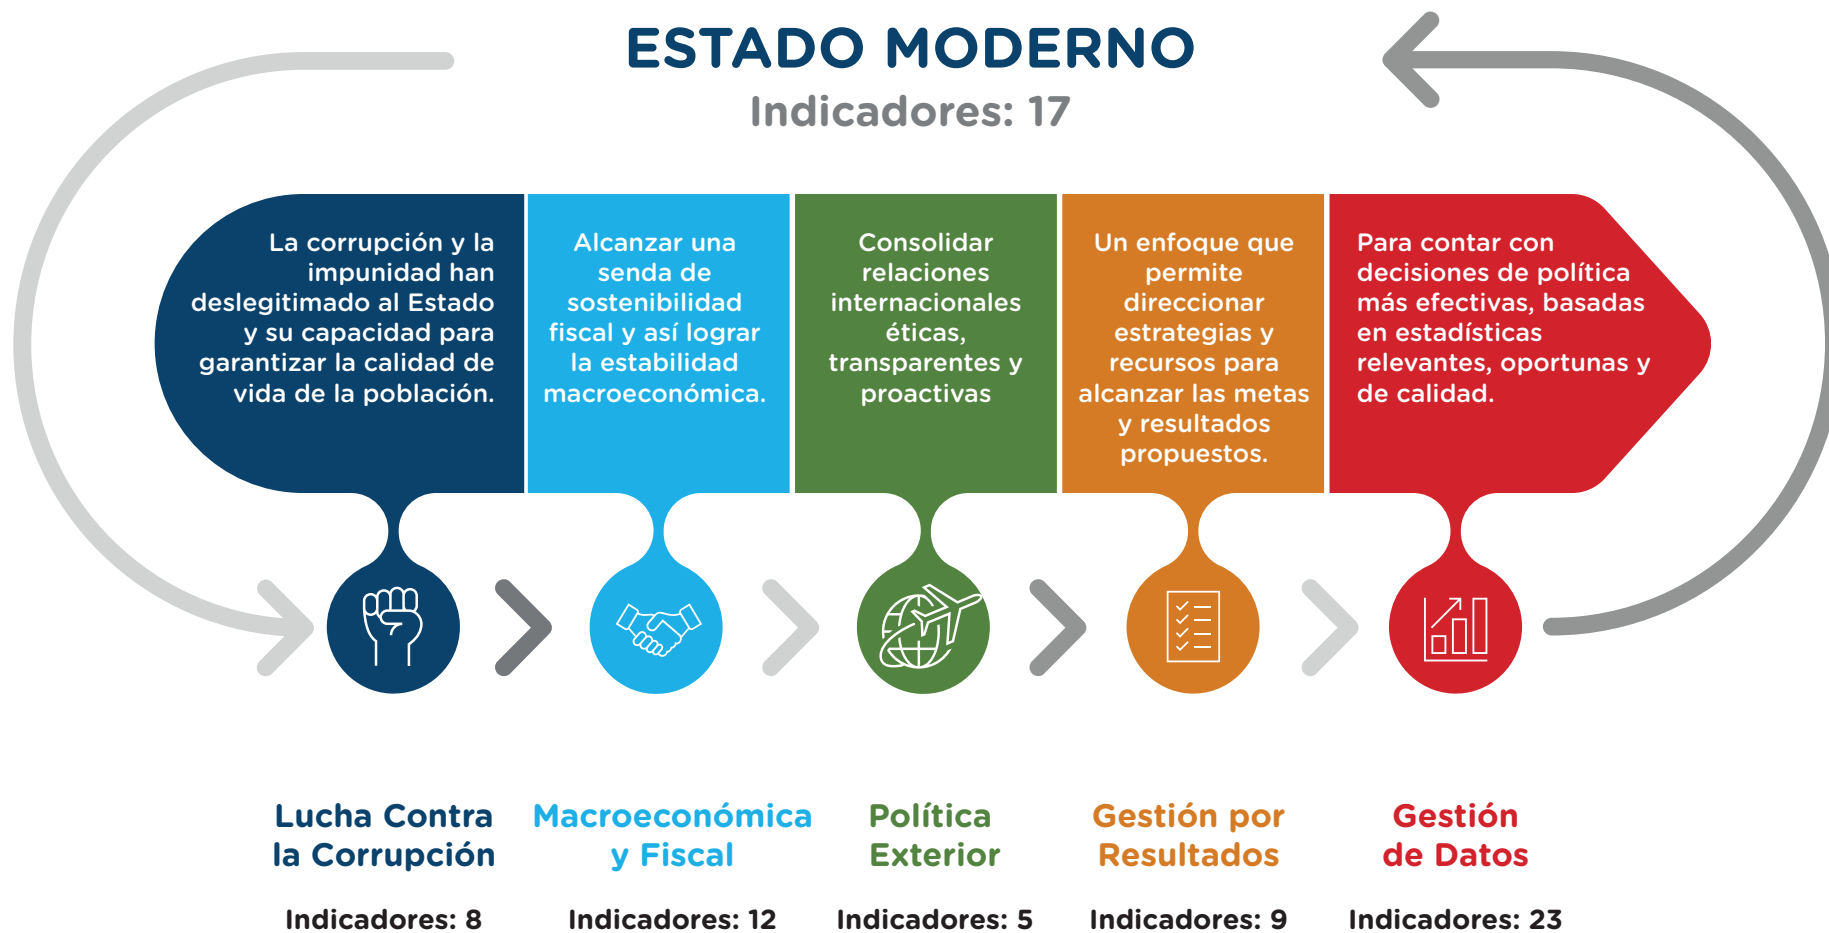 ESTADO MODERNO
Indicadores: 17
La corrupción y la
impunidad han
deslegitimado al Estado
y su capacidad para
garantizar la calidad de
vida de la población.
Alcanzar una
senda de
sostenibilidad
fiscal y así lograr
la estabilidad
macroeconómica.
Consolidar
relaciones
internacionales
éticas,
transparentes y
proactivas
Un enfoque que
permite
direccionar
estrategias y
recursos para
alcanzar las metas
y resultados
propuestos.
Para contar con
decisiones de política
más efectivas, basadas
en estadísticas
relevantes, oportunas y
de calidad.
Lucha Contra
la Corrupción
Indicadores: 8
Macroeconómica
y Fiscal
Indicadores: 12
Política
Exterior
Indicadores: 5
Gestión por
Resultados
Indicadores: 9
Gestión
de Datos
Indicadores: 23